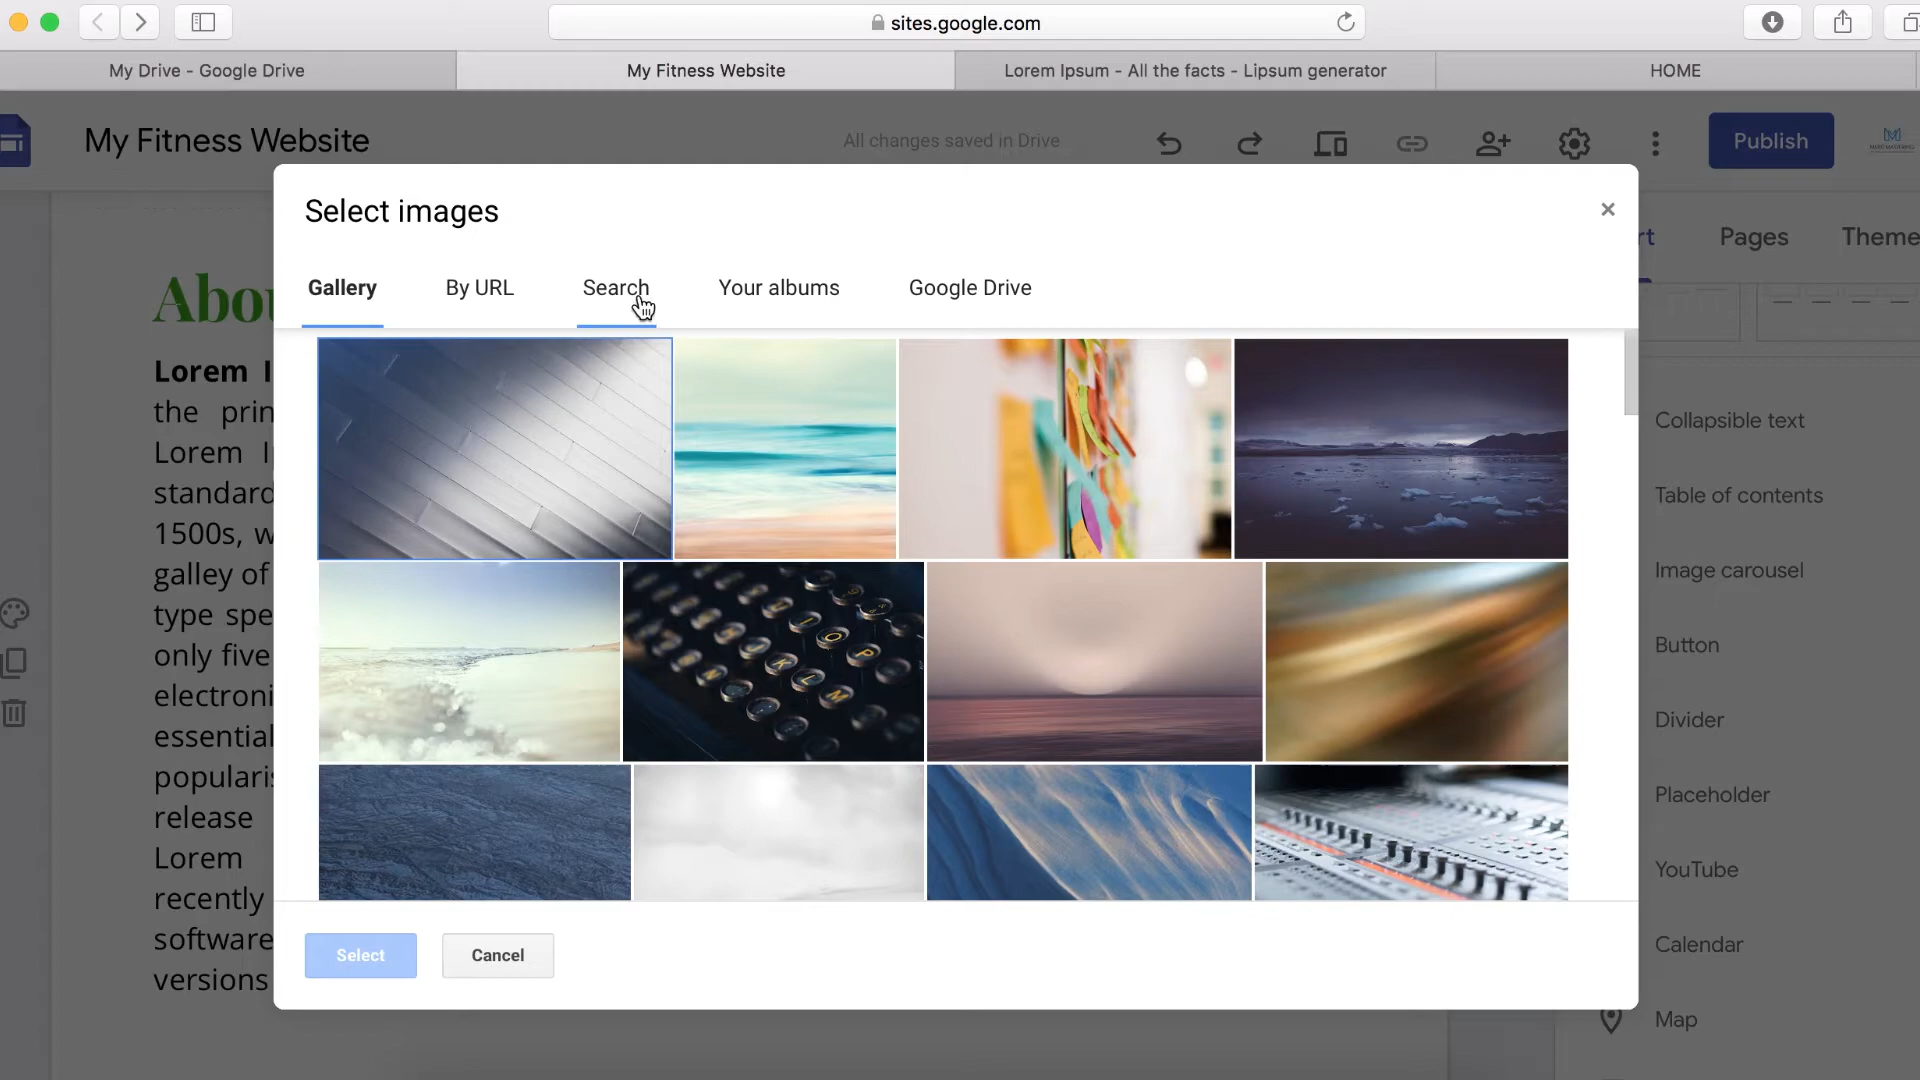 sites.google.com
My Drive - Google Drive
My Fitness Website
Lorem Ipsum - All the facts - Lipsum generator
HOME
My Fitness Website
All changes saved in Drive
Publish
Select images
×
Gallery
By URL
Search
Your albums
Google Drive
rt
Pages
Theme
Abou
Lorem I
the prin
Lorem I
standard
1500s, w
galley of
type spe
only five
electroni
essential
popularis
release
Lorem
recently
software
versions
Collapsible text
Table of contents
Image carousel
Button
Divider
Placeholder
YouTube
Calendar
Map
I
O
P
J
K
L
N
M
Select
Cancel